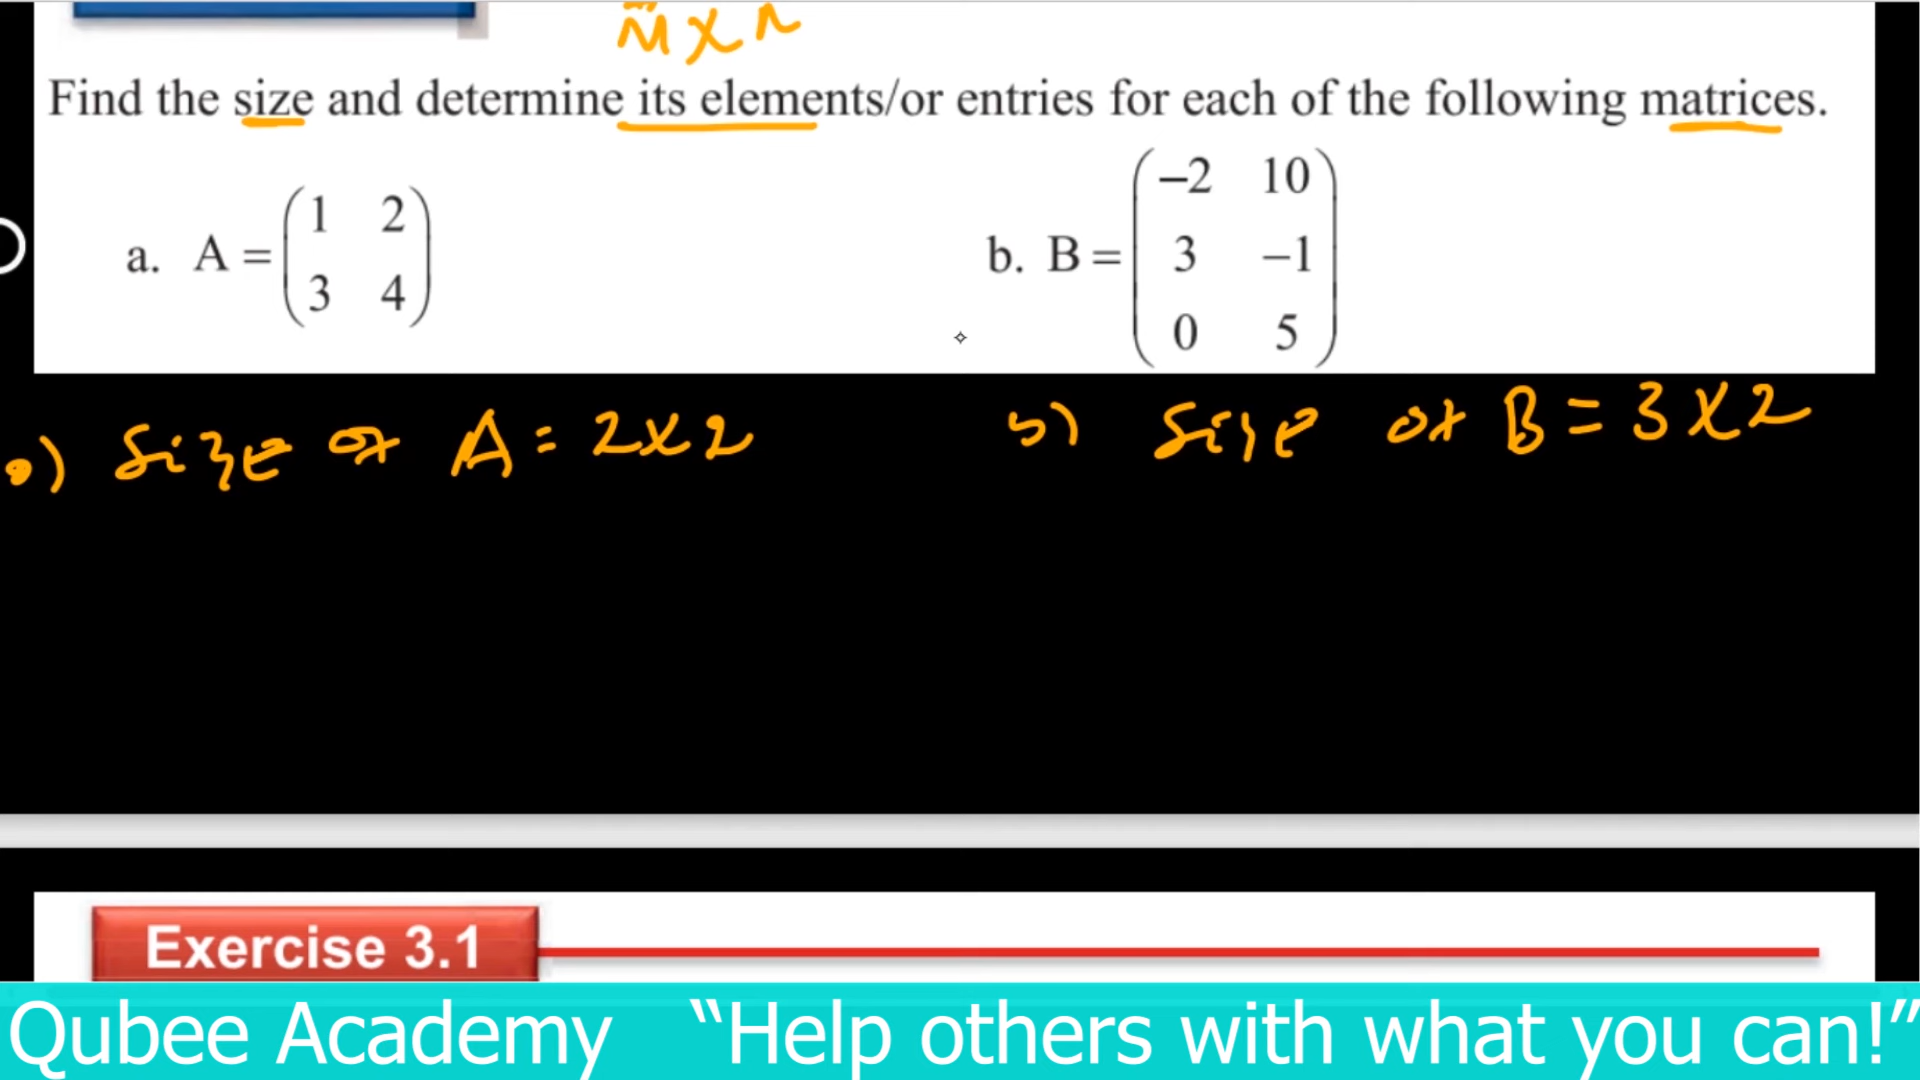 m x n
Find the size and determine its elements/or entries for each of the following matrices.
a. A = (1 2
3 4)
b. B = (−2 10
3 −1
0 5)
a) Size of A = 2x2
b) Size of B = 3x2
Exercise 3.1
Qubee Academy “Help others with what you can!”